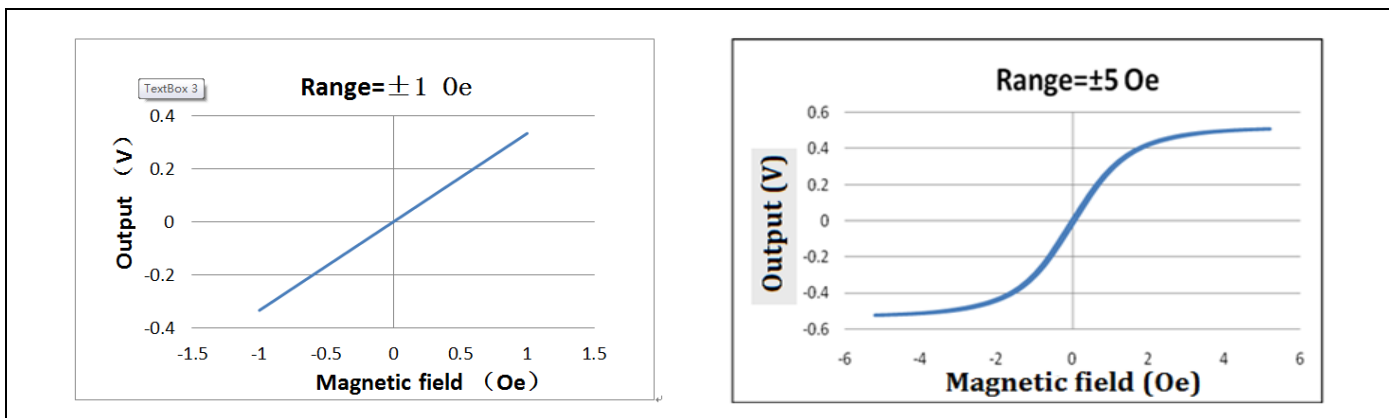 Range=±1 Oe
TextBox 3
Output （V）
0.4
0.2
0
-0.2
-0.4
-1.5 -1 -0.5 0 0.5 1 1.5
Magnetic field （Oe）
Range=±5 Oe
Output (V)
0.6
0.4
0.2
0
-0.2
-0.4
-0.6
-6 -4 -2 0 2 4 6
Magnetic field (Oe)